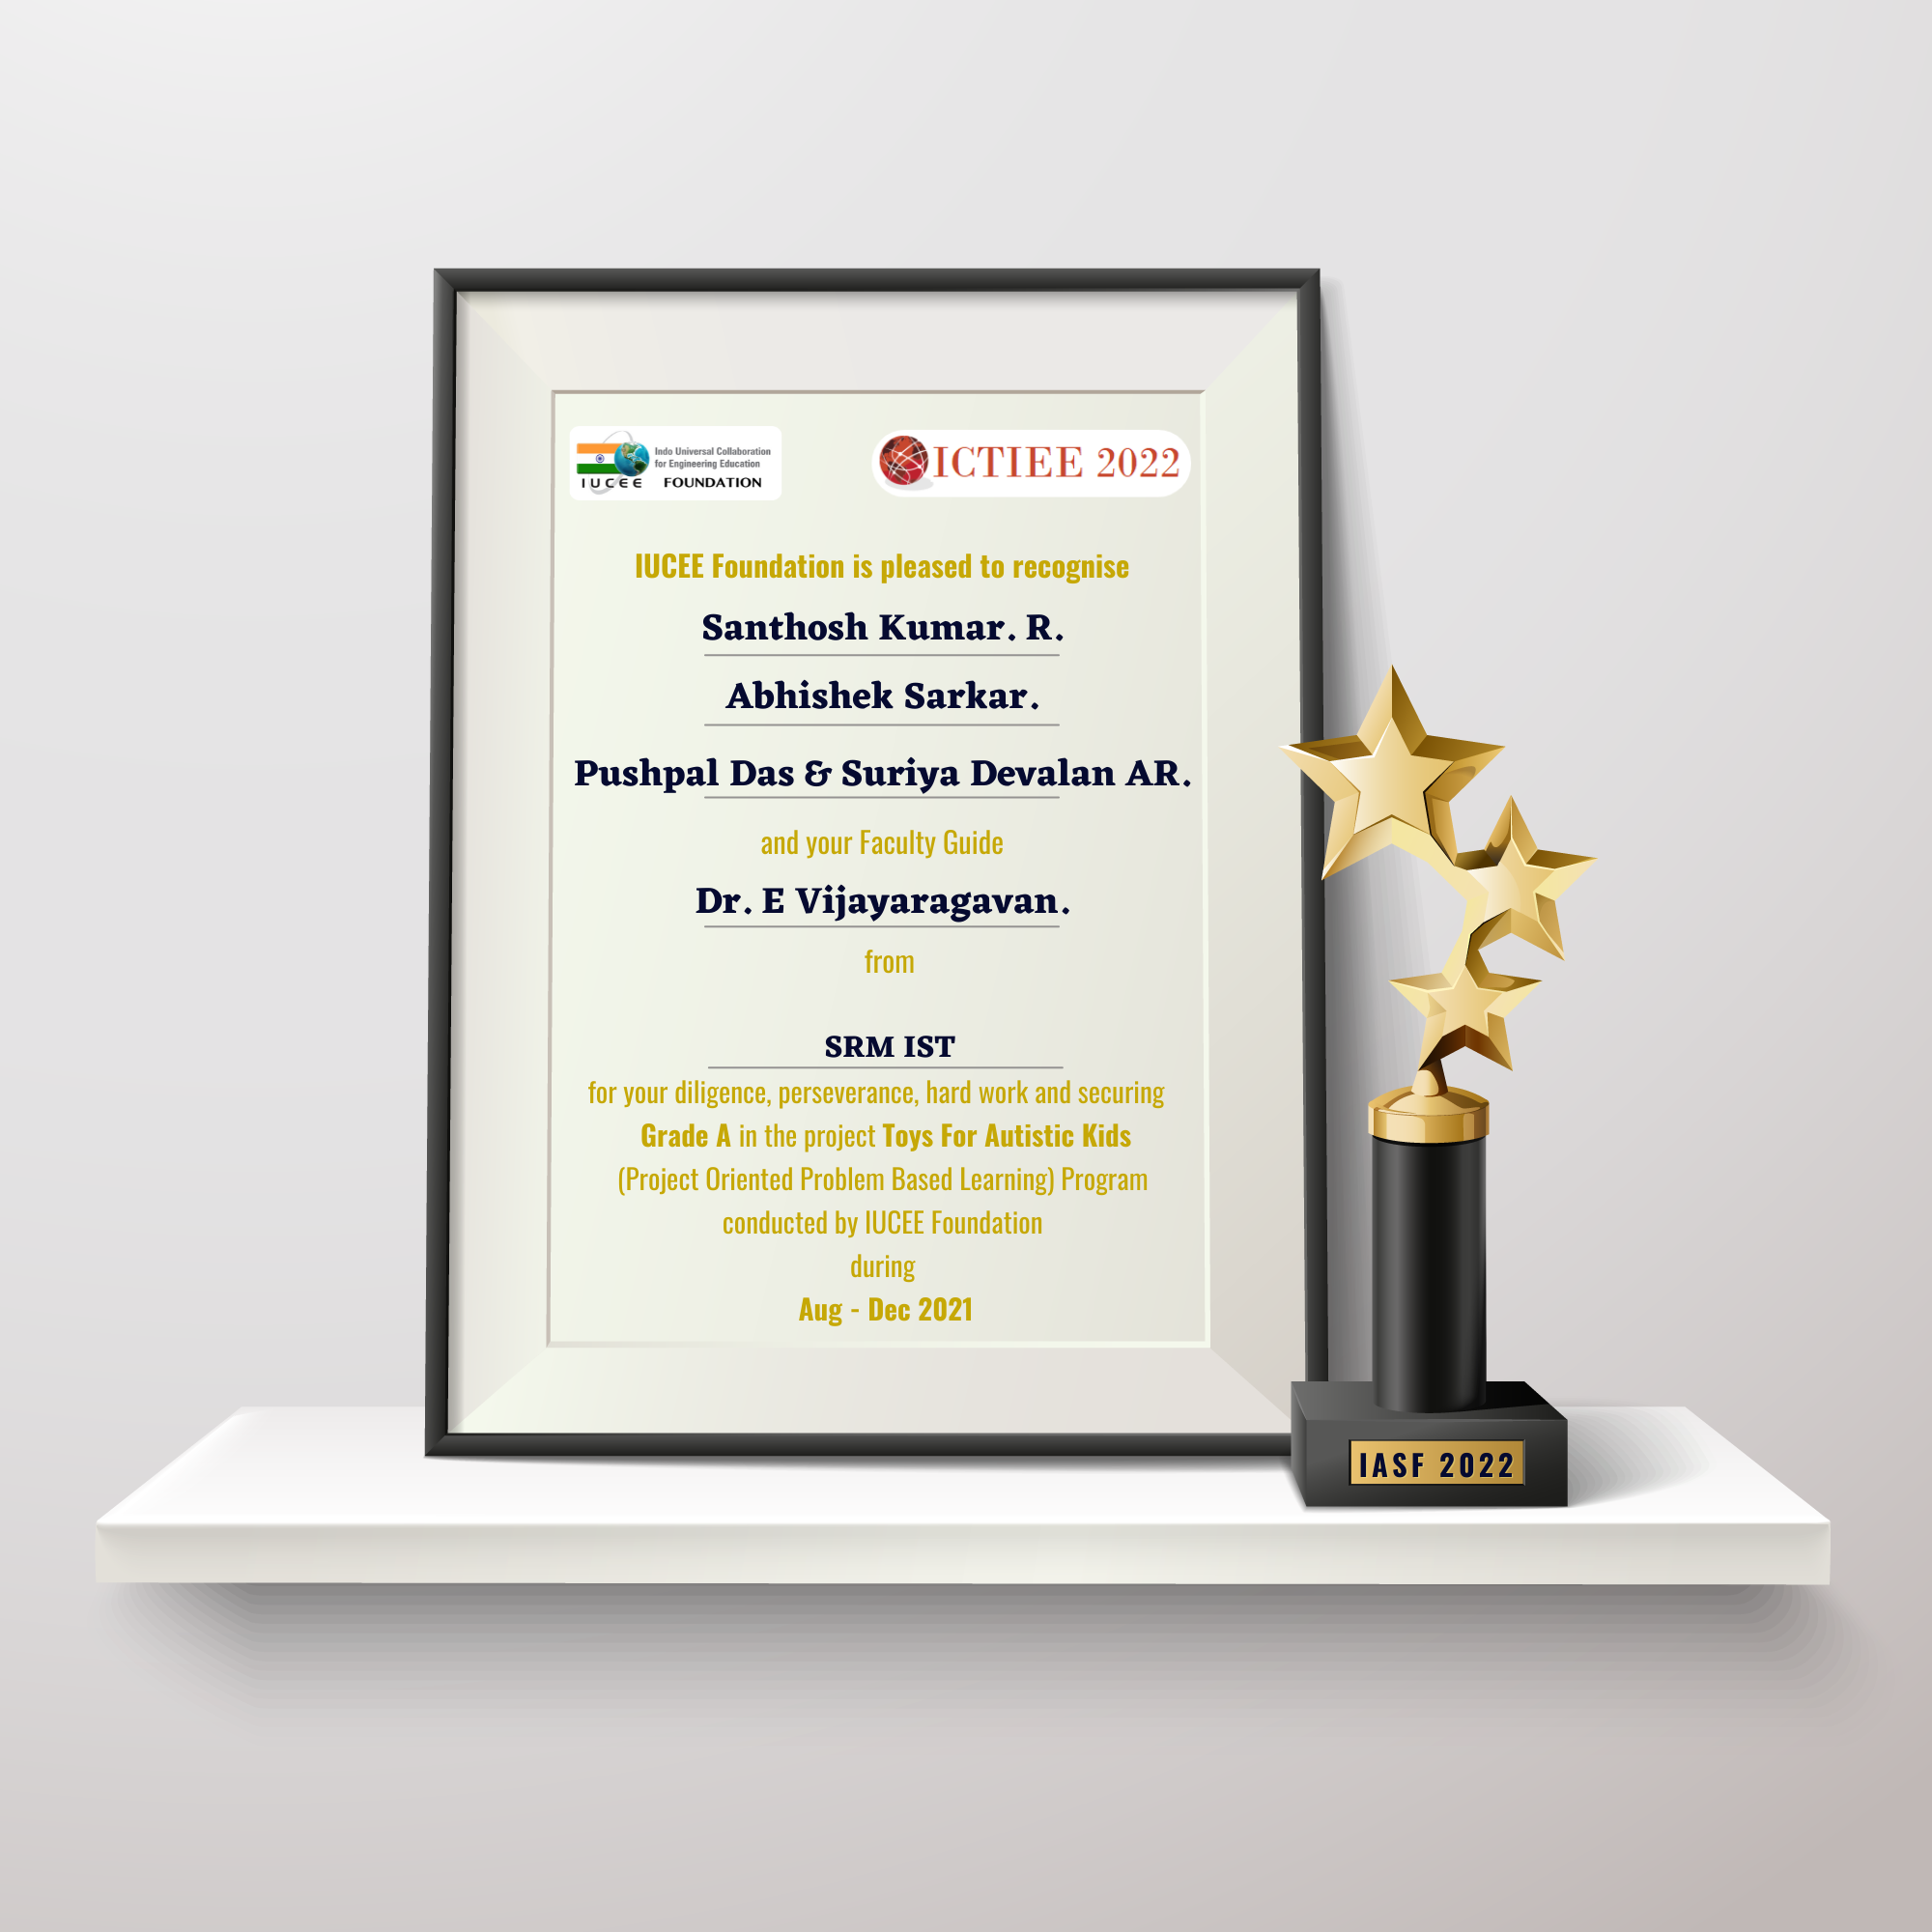 Indo Universal Collaboration
for Engineering Education
IUCEE FOUNDATION
ICTIEE 2022
IUCEE Foundation is pleased to recognise
Santhosh Kumar. R.
Abhishek Sarkar.
Pushpal Das & Suriya Devalan AR.
and your Faculty Guide
Dr. E Vijayaragavan.
from
SRM IST
for your diligence, perseverance, hard work and securing
Grade A in the project Toys For Autistic Kids
(Project Oriented Problem Based Learning) Program
conducted by IUCEE Foundation
during
Aug - Dec 2021
IASF 2022